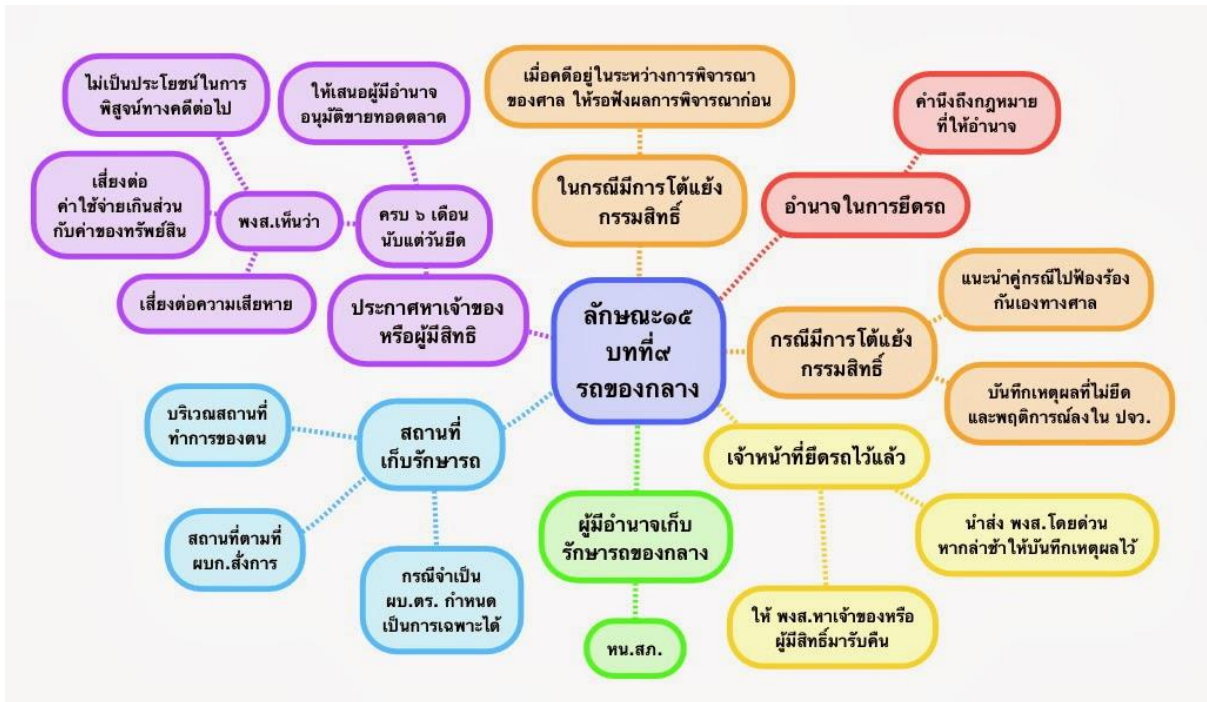 ไม่เป็นประโยชน์ในการ
พิสูจน์ทางคดีต่อไป
ให้เสนอผู้มีอำนาจ
อนุมัติขายทอดตลาด
เมื่อคดีอยู่ในระหว่างการพิจารณา
ของศาล ให้รอฟังผลการพิจารณาก่อน
คำนึงถึงกฎหมาย
ที่ให้อำนาจ
เสี่ยงต่อ
ค่าใช้จ่ายเกินส่วน
กับค่าของทรัพย์สิน
พงส.เห็นว่า
ครบ ๖ เดือน
นับแต่วันยึด
ในกรณีมีการโต้แย้ง
กรรมสิทธิ์
อำนาจในการยึดรถ
เสี่ยงต่อความเสียหาย
ประกาศหาเจ้าของ
หรือผู้มีสิทธิ
ลักษณะ๑๕
บทที่๙
รถของกลาง
กรณีมีการโต้แย้ง
กรรมสิทธิ์
แนะนำคู่กรณีไปฟ้องร้อง
กันเองทางศาล
บันทึกเหตุผลที่ไม่ยึด
และพฤติการณ์ลงใน ปจว.
บริเวณสถานที่
ทำการของตน
สถานที่
เก็บรักษารถ
เจ้าหน้าที่ยึดรถไว้แล้ว
สถานที่ตามที่
ผบก.สั่งการ
กรณีจำเป็น
ผบ.ตร. กำหนด
เป็นการเฉพาะได้
ผู้มีอำนาจเก็บ
รักษารถของกลาง
หน.สภ.
นำส่ง พงส.โดยด่วน
หากล่าช้าให้บันทึกเหตุผลไว้
ให้ พงส.หาเจ้าของหรือ
ผู้มีสิทธิ์มารับคืน